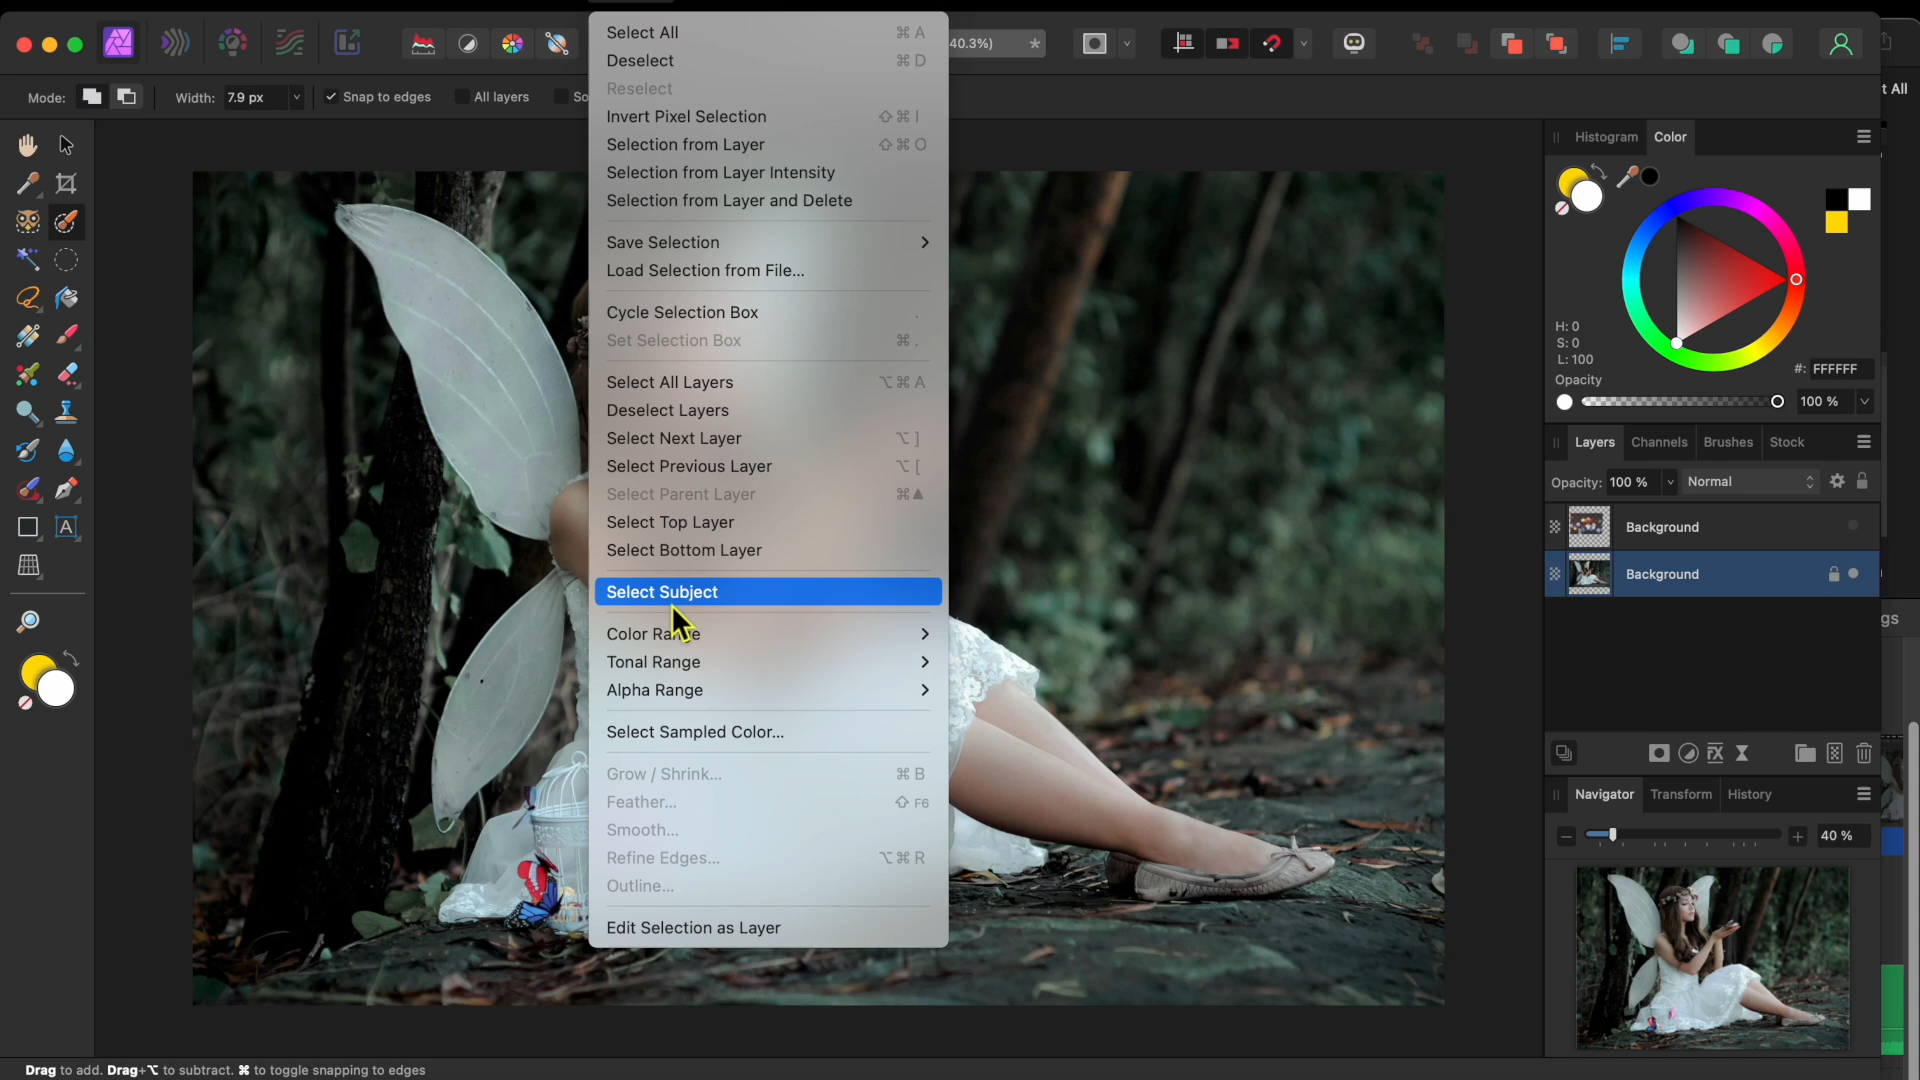 40.3%)
*
Mode:
Width: 7.9 px
Snap to edges
All layers
So
t All
Select All ⌘ A
Deselect ⌘ D
Reselect
Invert Pixel Selection ⇧ ⌘ I
Selection from Layer ⇧ ⌘ O
Selection from Layer Intensity
Selection from Layer and Delete
Save Selection
Load Selection from File...
Cycle Selection Box .
Set Selection Box ⌘ .
Select All Layers ⌥ ⌘ A
Deselect Layers
Select Next Layer ⌥ ]
Select Previous Layer ⌥ [
Select Parent Layer ⌘ ▲
Select Top Layer
Select Bottom Layer
Select Subject
Tonal Range
Alpha Range
Select Sampled Color...
Grow / Shrink... ⌘ B
Feather... ⇧ F6
Smooth...
Refine Edges... ⌥ ⌘ R
Outline...
Edit Selection as Layer
Histogram Color
H: 0
S: 0
L: 100
#: FFFFFF
Opacity
100 %
Layers Channels Brushes Stock
Opacity: 100 % Normal
Background
Background
gs
Navigator Transform History
40 %
Drag to add. Drag+⌥ to subtract. ⌘ to toggle snapping to edges